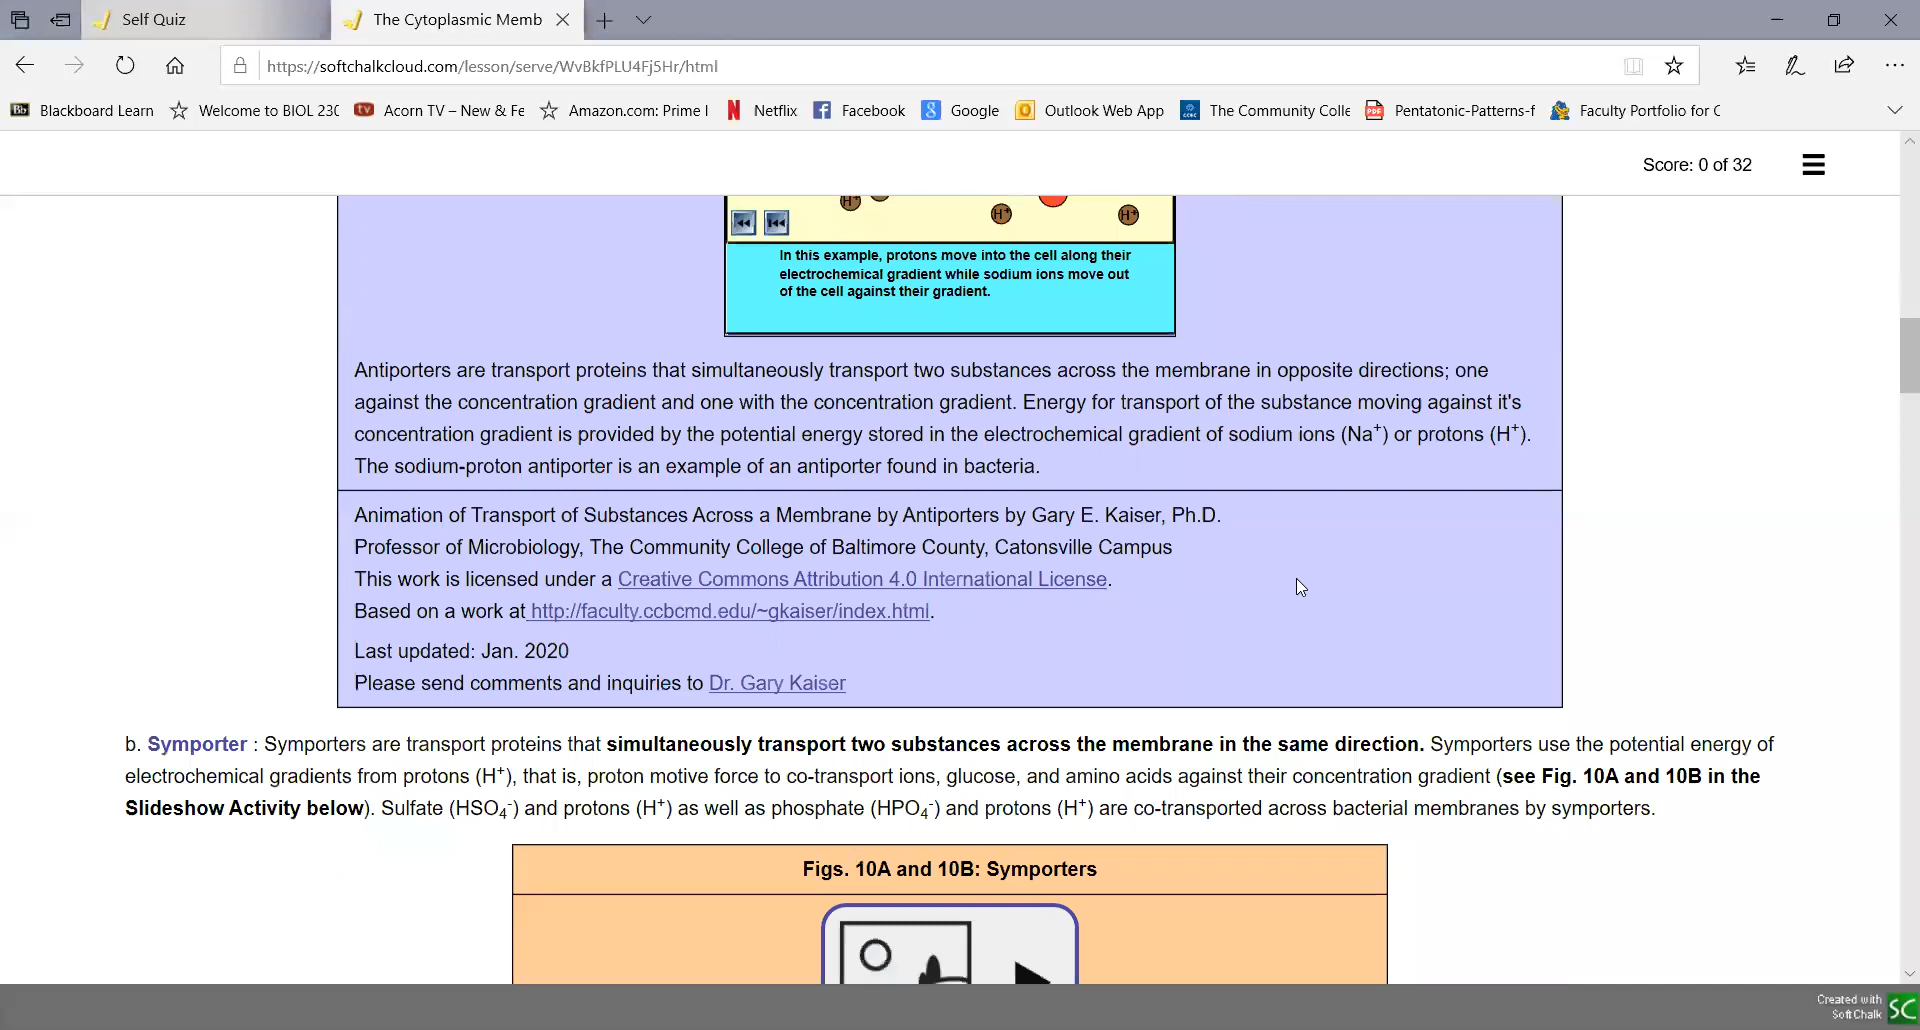 Self Quiz
The Cytoplasmic Memb
https://softchalkcloud.com/lesson/serve/WvBkfPLU4Fj5Hr/html
Bb Blackboard Learn Welcome to BIOL 230 tv Acorn TV – New & Fe Amazon.com: Prime I N Netflix f Facebook 8 Google Outlook Web App CCBC The Community Colle PDF Pentatonic-Patterns-f Faculty Portfolio for C
Score: 0 of 32
H+ H+ H+
In this example, protons move into the cell along their
electrochemical gradient while sodium ions move out
of the cell against their gradient.
Antiporters are transport proteins that simultaneously transport two substances across the membrane in opposite directions; one
against the concentration gradient and one with the concentration gradient. Energy for transport of the substance moving against it's
concentration gradient is provided by the potential energy stored in the electrochemical gradient of sodium ions (Na+) or protons (H+).
The sodium-proton antiporter is an example of an antiporter found in bacteria.
Animation of Transport of Substances Across a Membrane by Antiporters by Gary E. Kaiser, Ph.D.
Professor of Microbiology, The Community College of Baltimore County, Catonsville Campus
This work is licensed under a Creative Commons Attribution 4.0 International License.
Based on a work at http://faculty.ccbcmd.edu/~gkaiser/index.html.
Last updated: Jan. 2020
Please send comments and inquiries to Dr. Gary Kaiser
b. Symporter : Symporters are transport proteins that simultaneously transport two substances across the membrane in the same direction. Symporters use the potential energy of
electrochemical gradients from protons (H+), that is, proton motive force to co-transport ions, glucose, and amino acids against their concentration gradient (see Fig. 10A and 10B in the
Slideshow Activity below). Sulfate (HSO4-) and protons (H+) as well as phosphate (HPO4-) and protons (H+) are co-transported across bacterial membranes by symporters.
Figs. 10A and 10B: Symporters
Created with
SoftChalk
SC